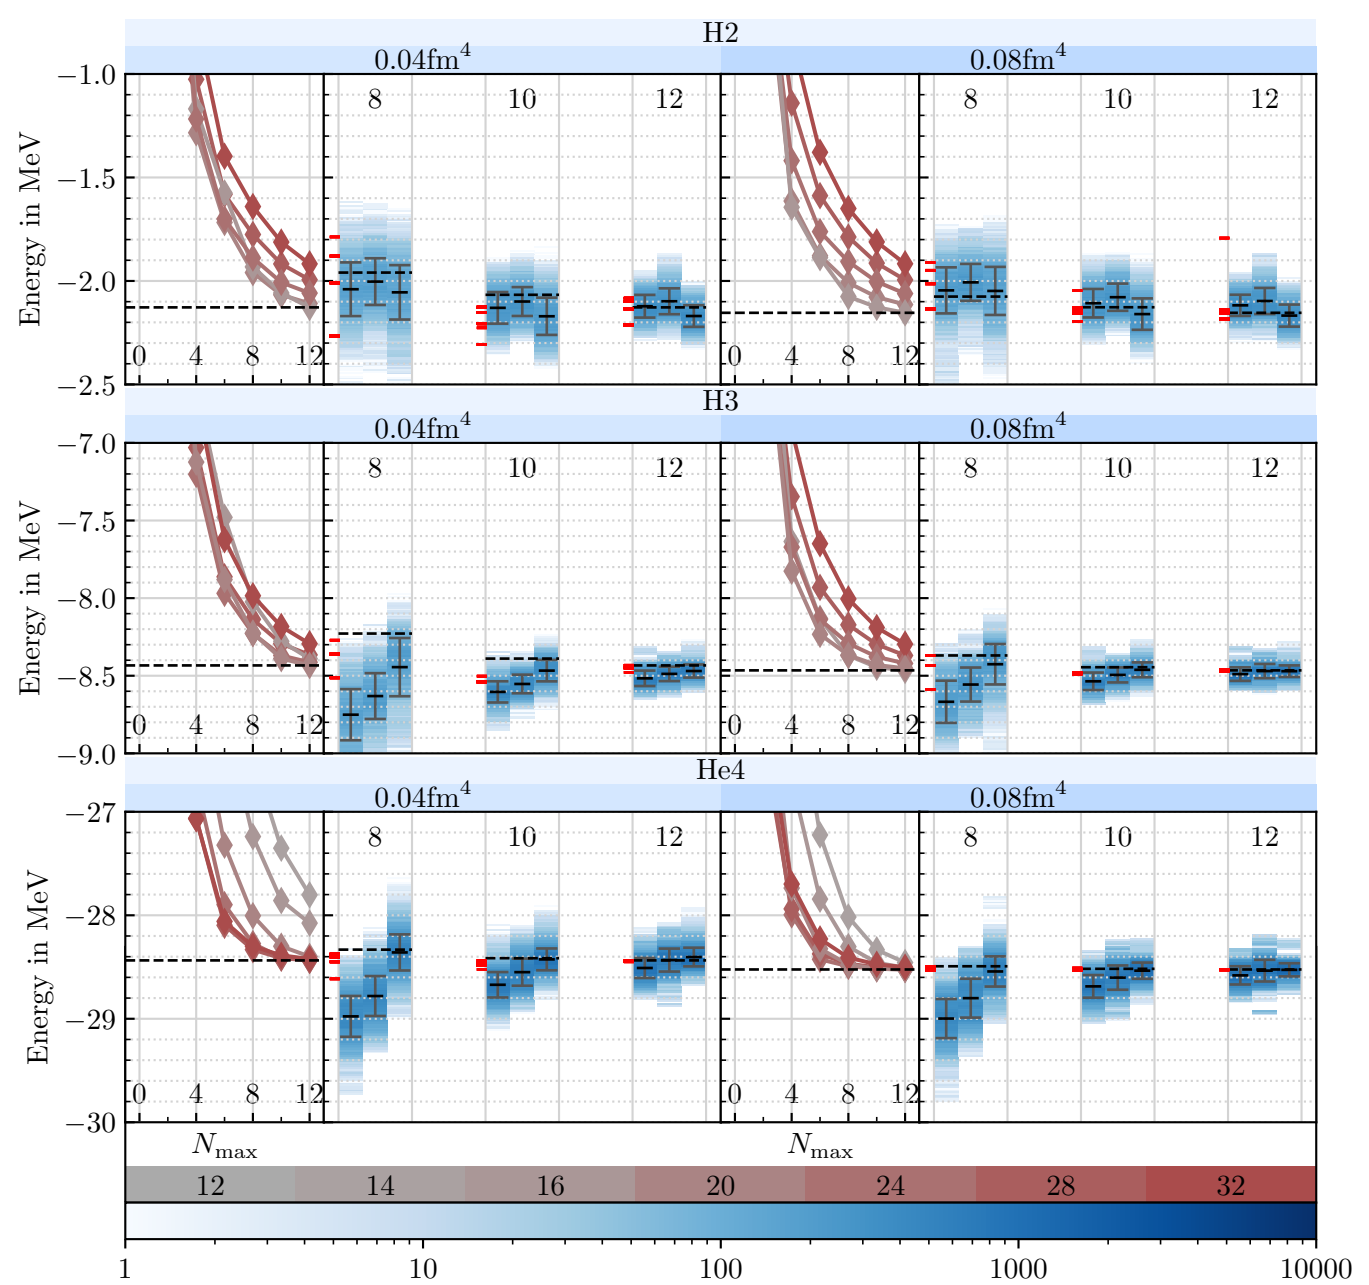 H2
0.04fm⁴ 0.08fm⁴
−1.0 8 10 12 8 10 12
−1.5
−2.0
0 4 8 12 0 4 8 12
−2.5
Energy in MeV
H3
0.04fm⁴ 0.08fm⁴
−7.0 8 10 12 8 10 12
−7.5
−8.0
−8.5
0 4 8 12 0 4 8 12
−9.0
Energy in MeV
He4
0.04fm⁴ 0.08fm⁴
−27 8 10 12 8 10 12
−28
−29
0 4 8 12 0 4 8 12
−30
Energy in MeV
Nmax Nmax
12 14 16 20 24 28 32
1 10 100 1000 10000